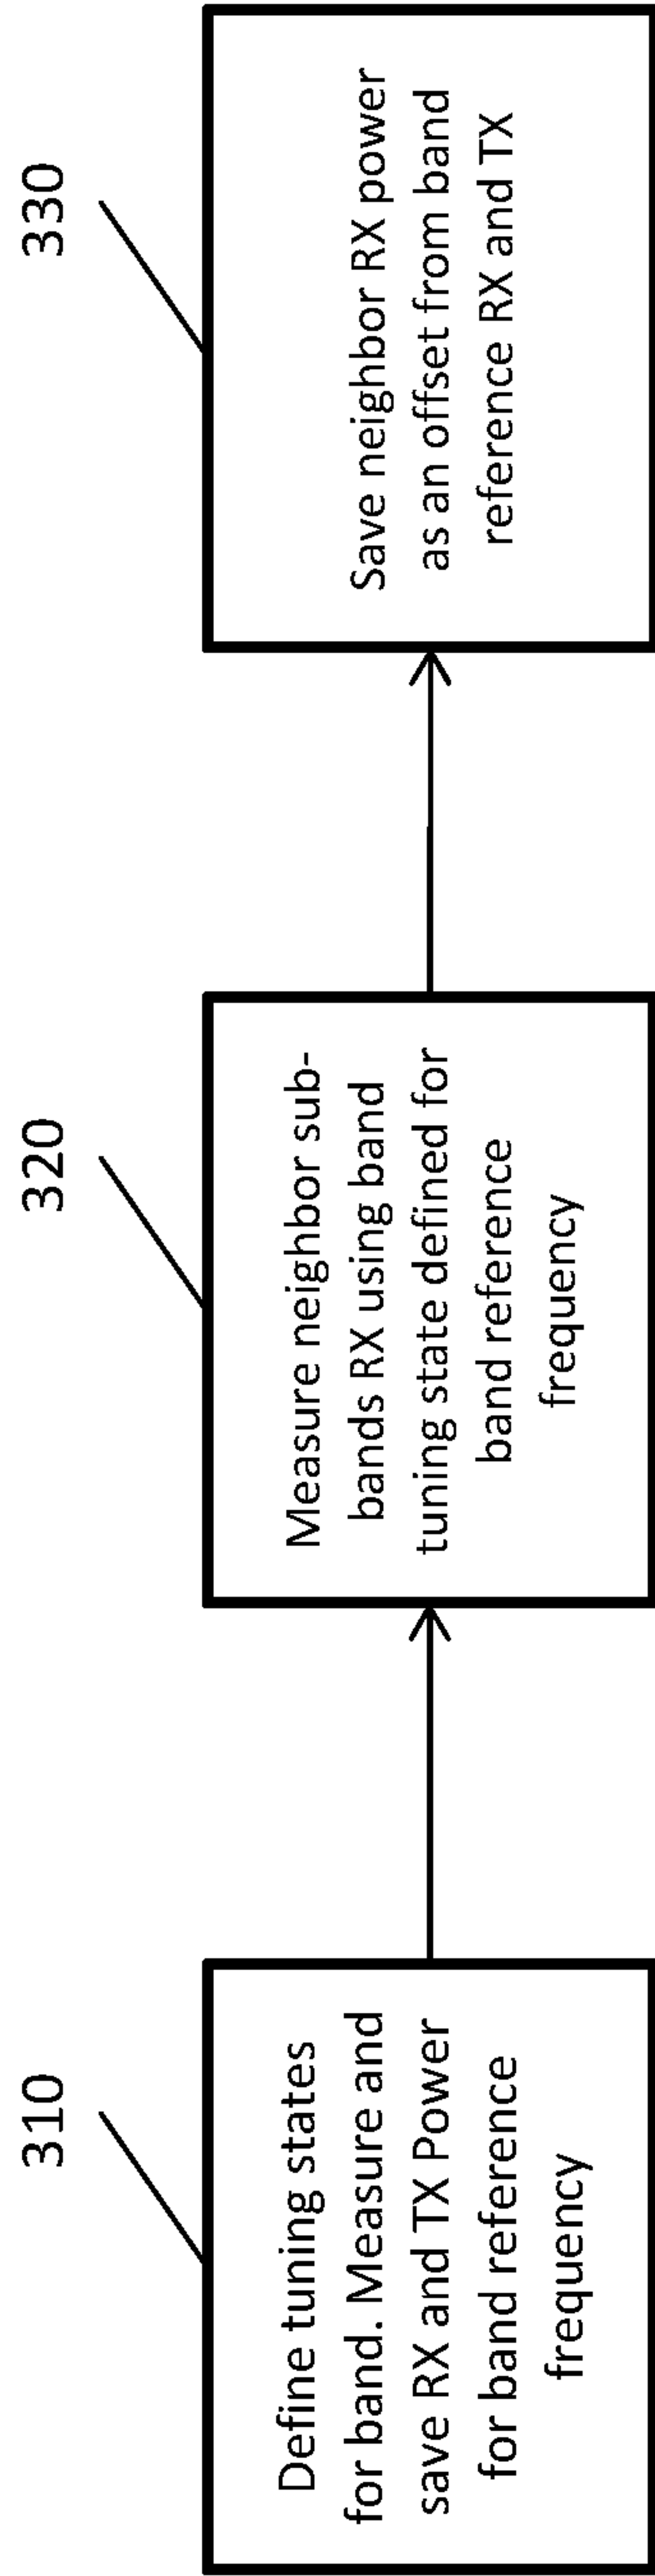 310
Define tuning states
for band. Measure and
save RX and TX Power
for band reference
frequency
320
Measure neighbor sub-
bands RX using band
tuning state defined for
band reference
frequency
330
Save neighbor RX power
as an offset from band
reference RX and TX